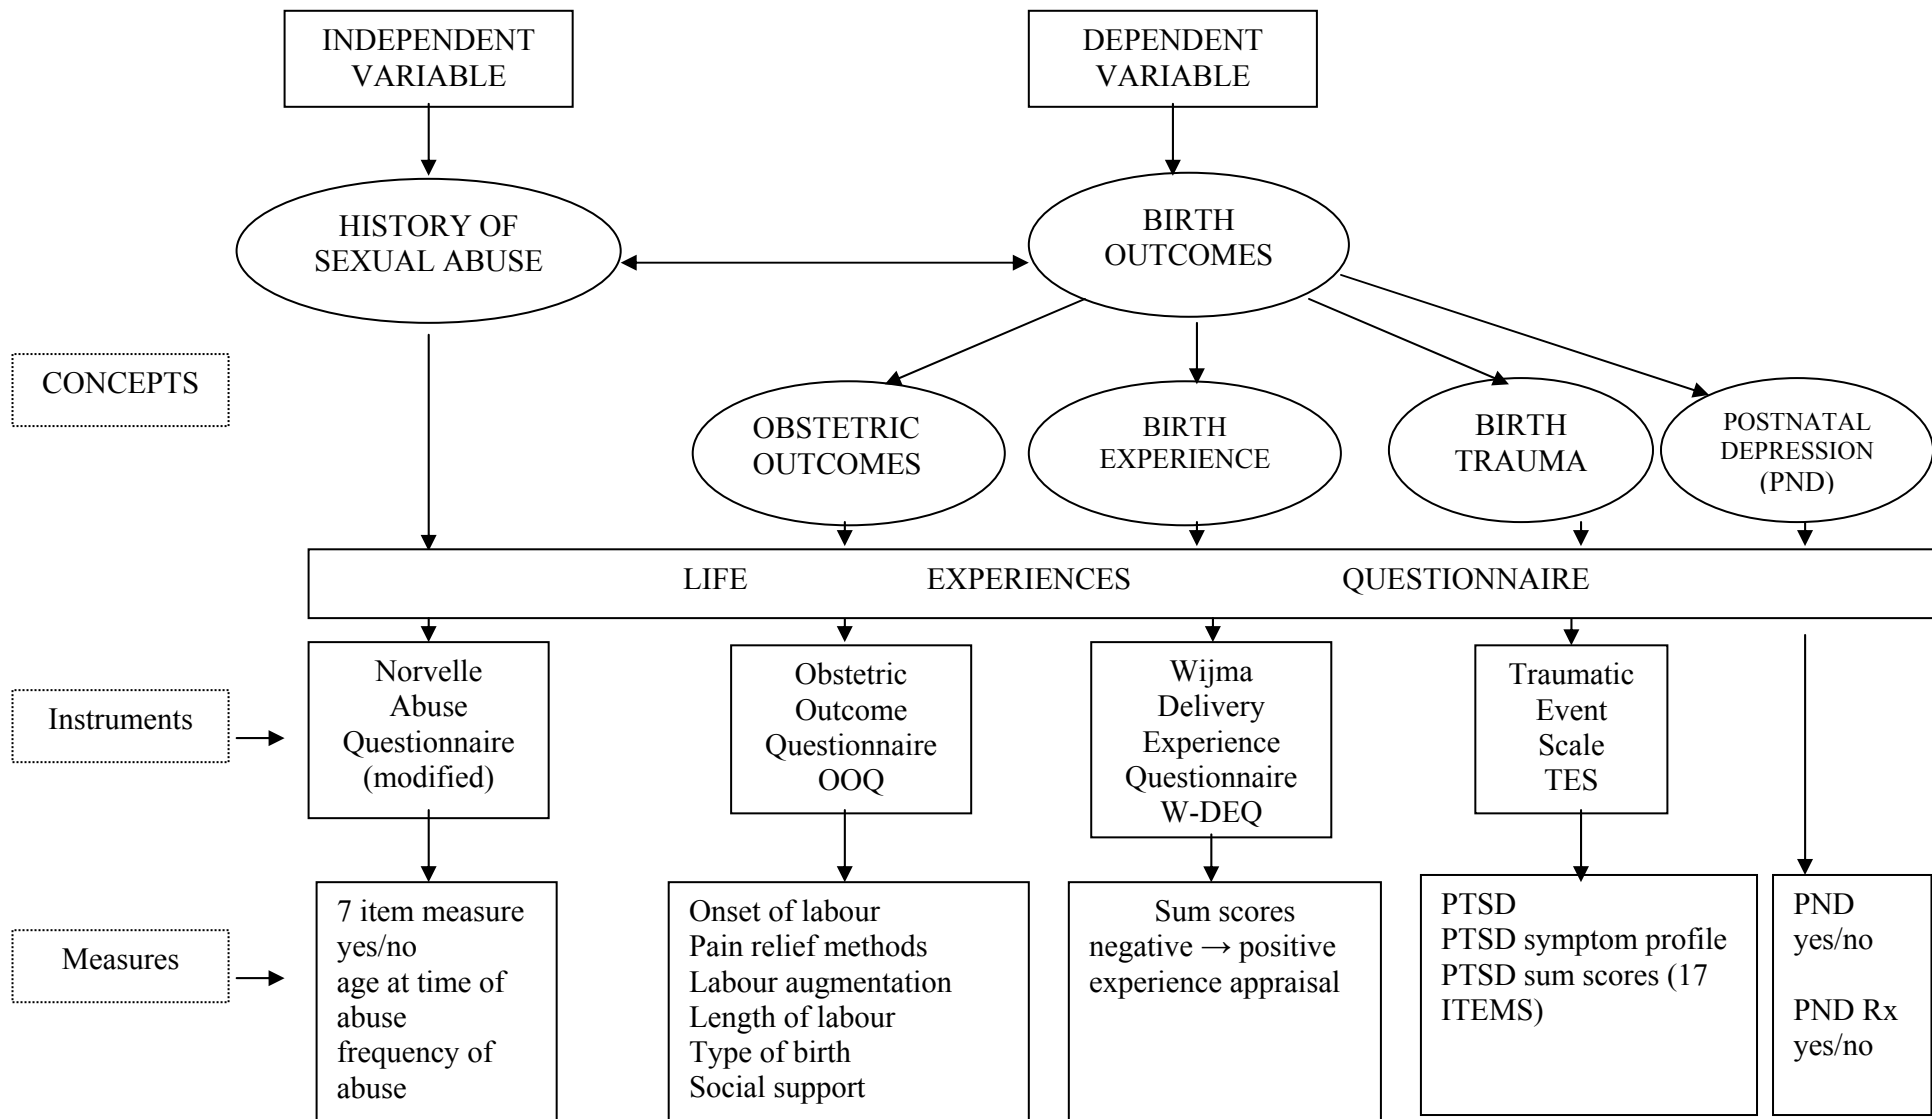 INDEPENDENT
VARIABLE
DEPENDENT
VARIABLE
HISTORY OF
SEXUAL ABUSE
BIRTH
OUTCOMES
CONCEPTS
OBSTETRIC
OUTCOMES
BIRTH
EXPERIENCE
BIRTH
TRAUMA
POSTNATAL
DEPRESSION
(PND)
LIFE EXPERIENCES QUESTIONNAIRE
Instruments
Norvelle
Abuse
Questionnaire
(modified)
Obstetric
Outcome
Questionnaire
OOQ
Wijma
Delivery
Experience
Questionnaire
W-DEQ
Traumatic
Event
Scale
TES
Measures
7 item measure
yes/no
age at time of
abuse
frequency of
abuse
Onset of labour
Pain relief methods
Labour augmentation
Length of labour
Type of birth
Social support
Sum scores
negative → positive
experience appraisal
PTSD
PTSD symptom profile
PTSD sum scores (17
ITEMS)
PND
yes/no
PND Rx
yes/no